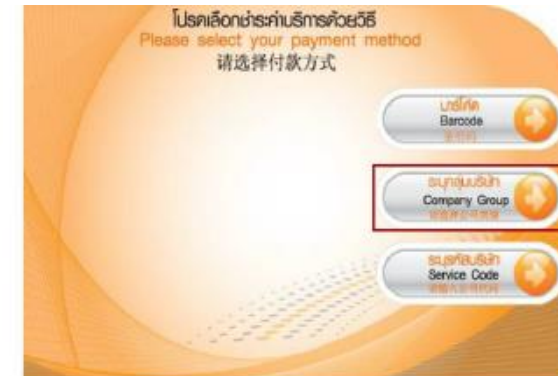 โปรดเลือกชำระค่าบริการด้วยวิธี
Please select your payment method
请选择付款方式
บาร์โค้ด
Barcode
ระบุกลุ่มบริษัท
Company Group
ระบุรหัสบริษัท
Service Code